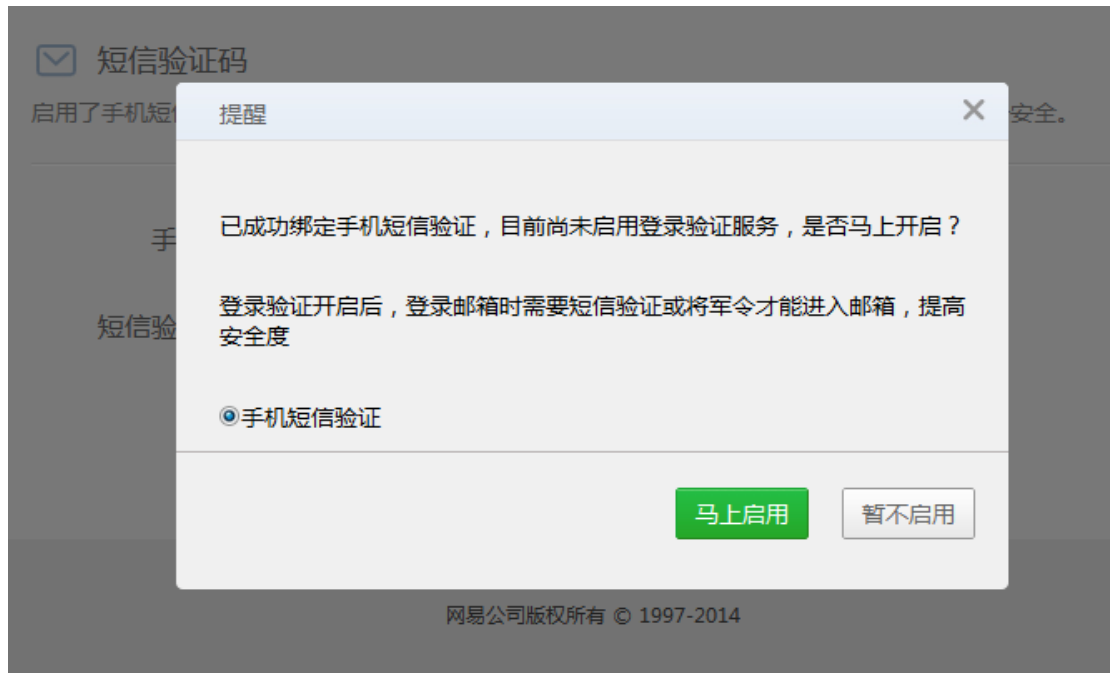 短信验证码
启用了手机短
安全。
提醒
已成功绑定手机短信验证，目前尚未启用登录验证服务，是否马上开启？
手
登录验证开启后，登录邮箱时需要短信验证或将军令才能进入邮箱，提高
安全度
短信验
手机短信验证
马上启用
暂不启用
网易公司版权所有 © 1997-2014